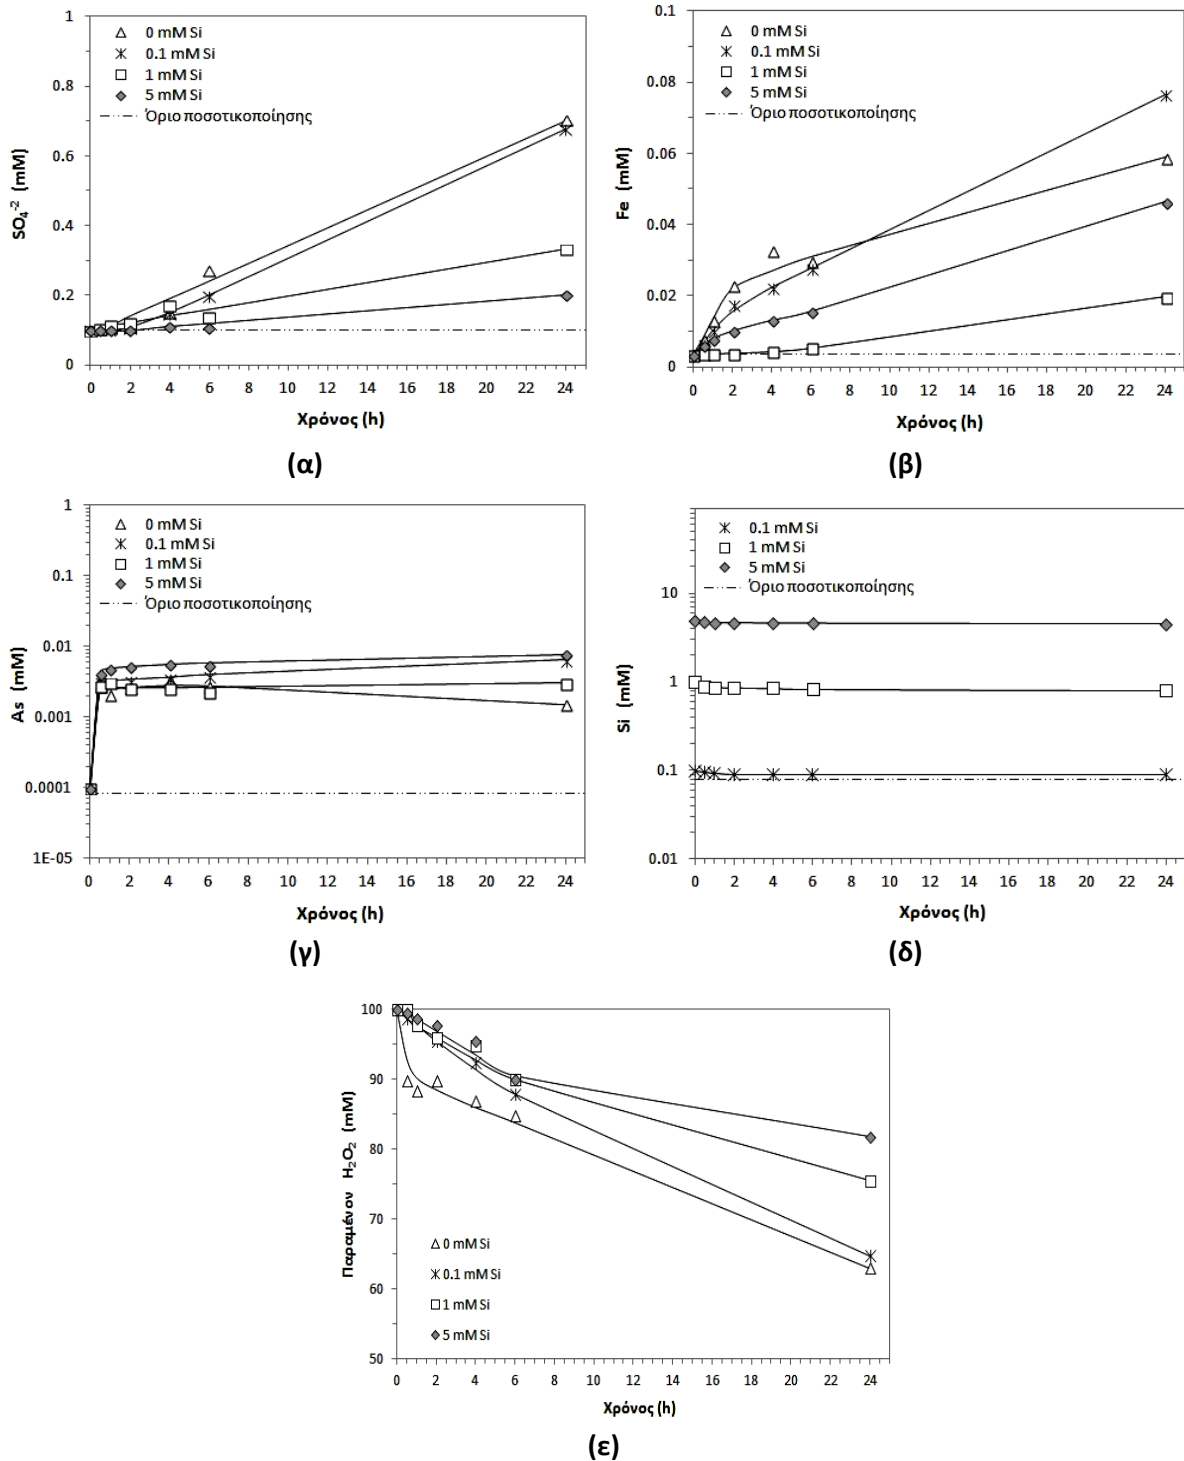 1
0.8
0.6
0.4
0.2
0
SO₄⁻² (mM)
0 mM Si
0.1 mM Si
1 mM Si
5 mM Si
Όριο ποσοτικοποίησης
0 2 4 6 8 10 12 14 16 18 20 22 24
Χρόνος (h)
(α)
0.1
0.08
0.06
0.04
0.02
0
Fe (mM)
0 mM Si
0.1 mM Si
1 mM Si
5 mM Si
Όριο ποσοτικοποίησης
0 2 4 6 8 10 12 14 16 18 20 22 24
Χρόνος (h)
(β)
1
0.1
0.01
0.001
0.0001
1E-05
As (mM)
0 mM Si
0.1 mM Si
1 mM Si
5 mM Si
Όριο ποσοτικοποίησης
0 2 4 6 8 10 12 14 16 18 20 22 24
Χρόνος (h)
(γ)
10
1
0.1
0.01
Si (mM)
0.1 mM Si
1 mM Si
5 mM Si
Όριο ποσοτικοποίησης
0 2 4 6 8 10 12 14 16 18 20 22 24
Χρόνος (h)
(δ)
100
90
80
70
60
50
Παραμένον H₂O₂ (mM)
0 mM Si
0.1 mM Si
1 mM Si
5 mM Si
0 2 4 6 8 10 12 14 16 18 20 22 24
Χρόνος (h)
(ε)